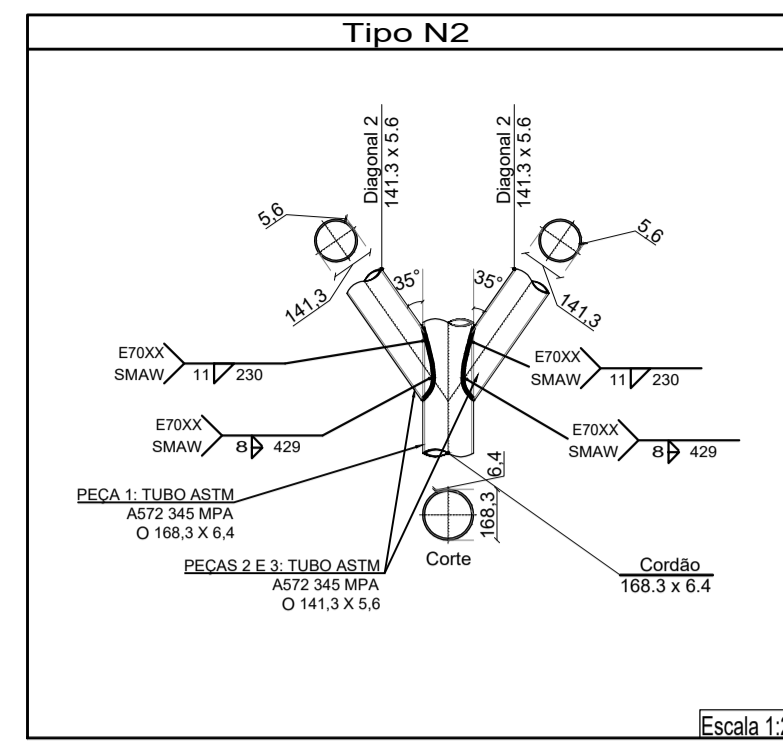 Tipo N2
Diagonal 2
141.3 x 5.6
Diagonal 2
141.3 x 5.6
5,6
141,3
5,6
141,3
35°
35°
E70XX
SMAW
11
230
E70XX
SMAW
11
230
E70XX
SMAW
8
429
E70XX
SMAW
8
429
PEÇA 1: TUBO ASTM
A572 345 MPA
O 168,3 X 6,4
6,4
168,3
Corte
PEÇAS 2 E 3: TUBO ASTM
A572 345 MPA
O 141,3 X 5,6
Cordão
168.3 x 6.4
Escala 1: